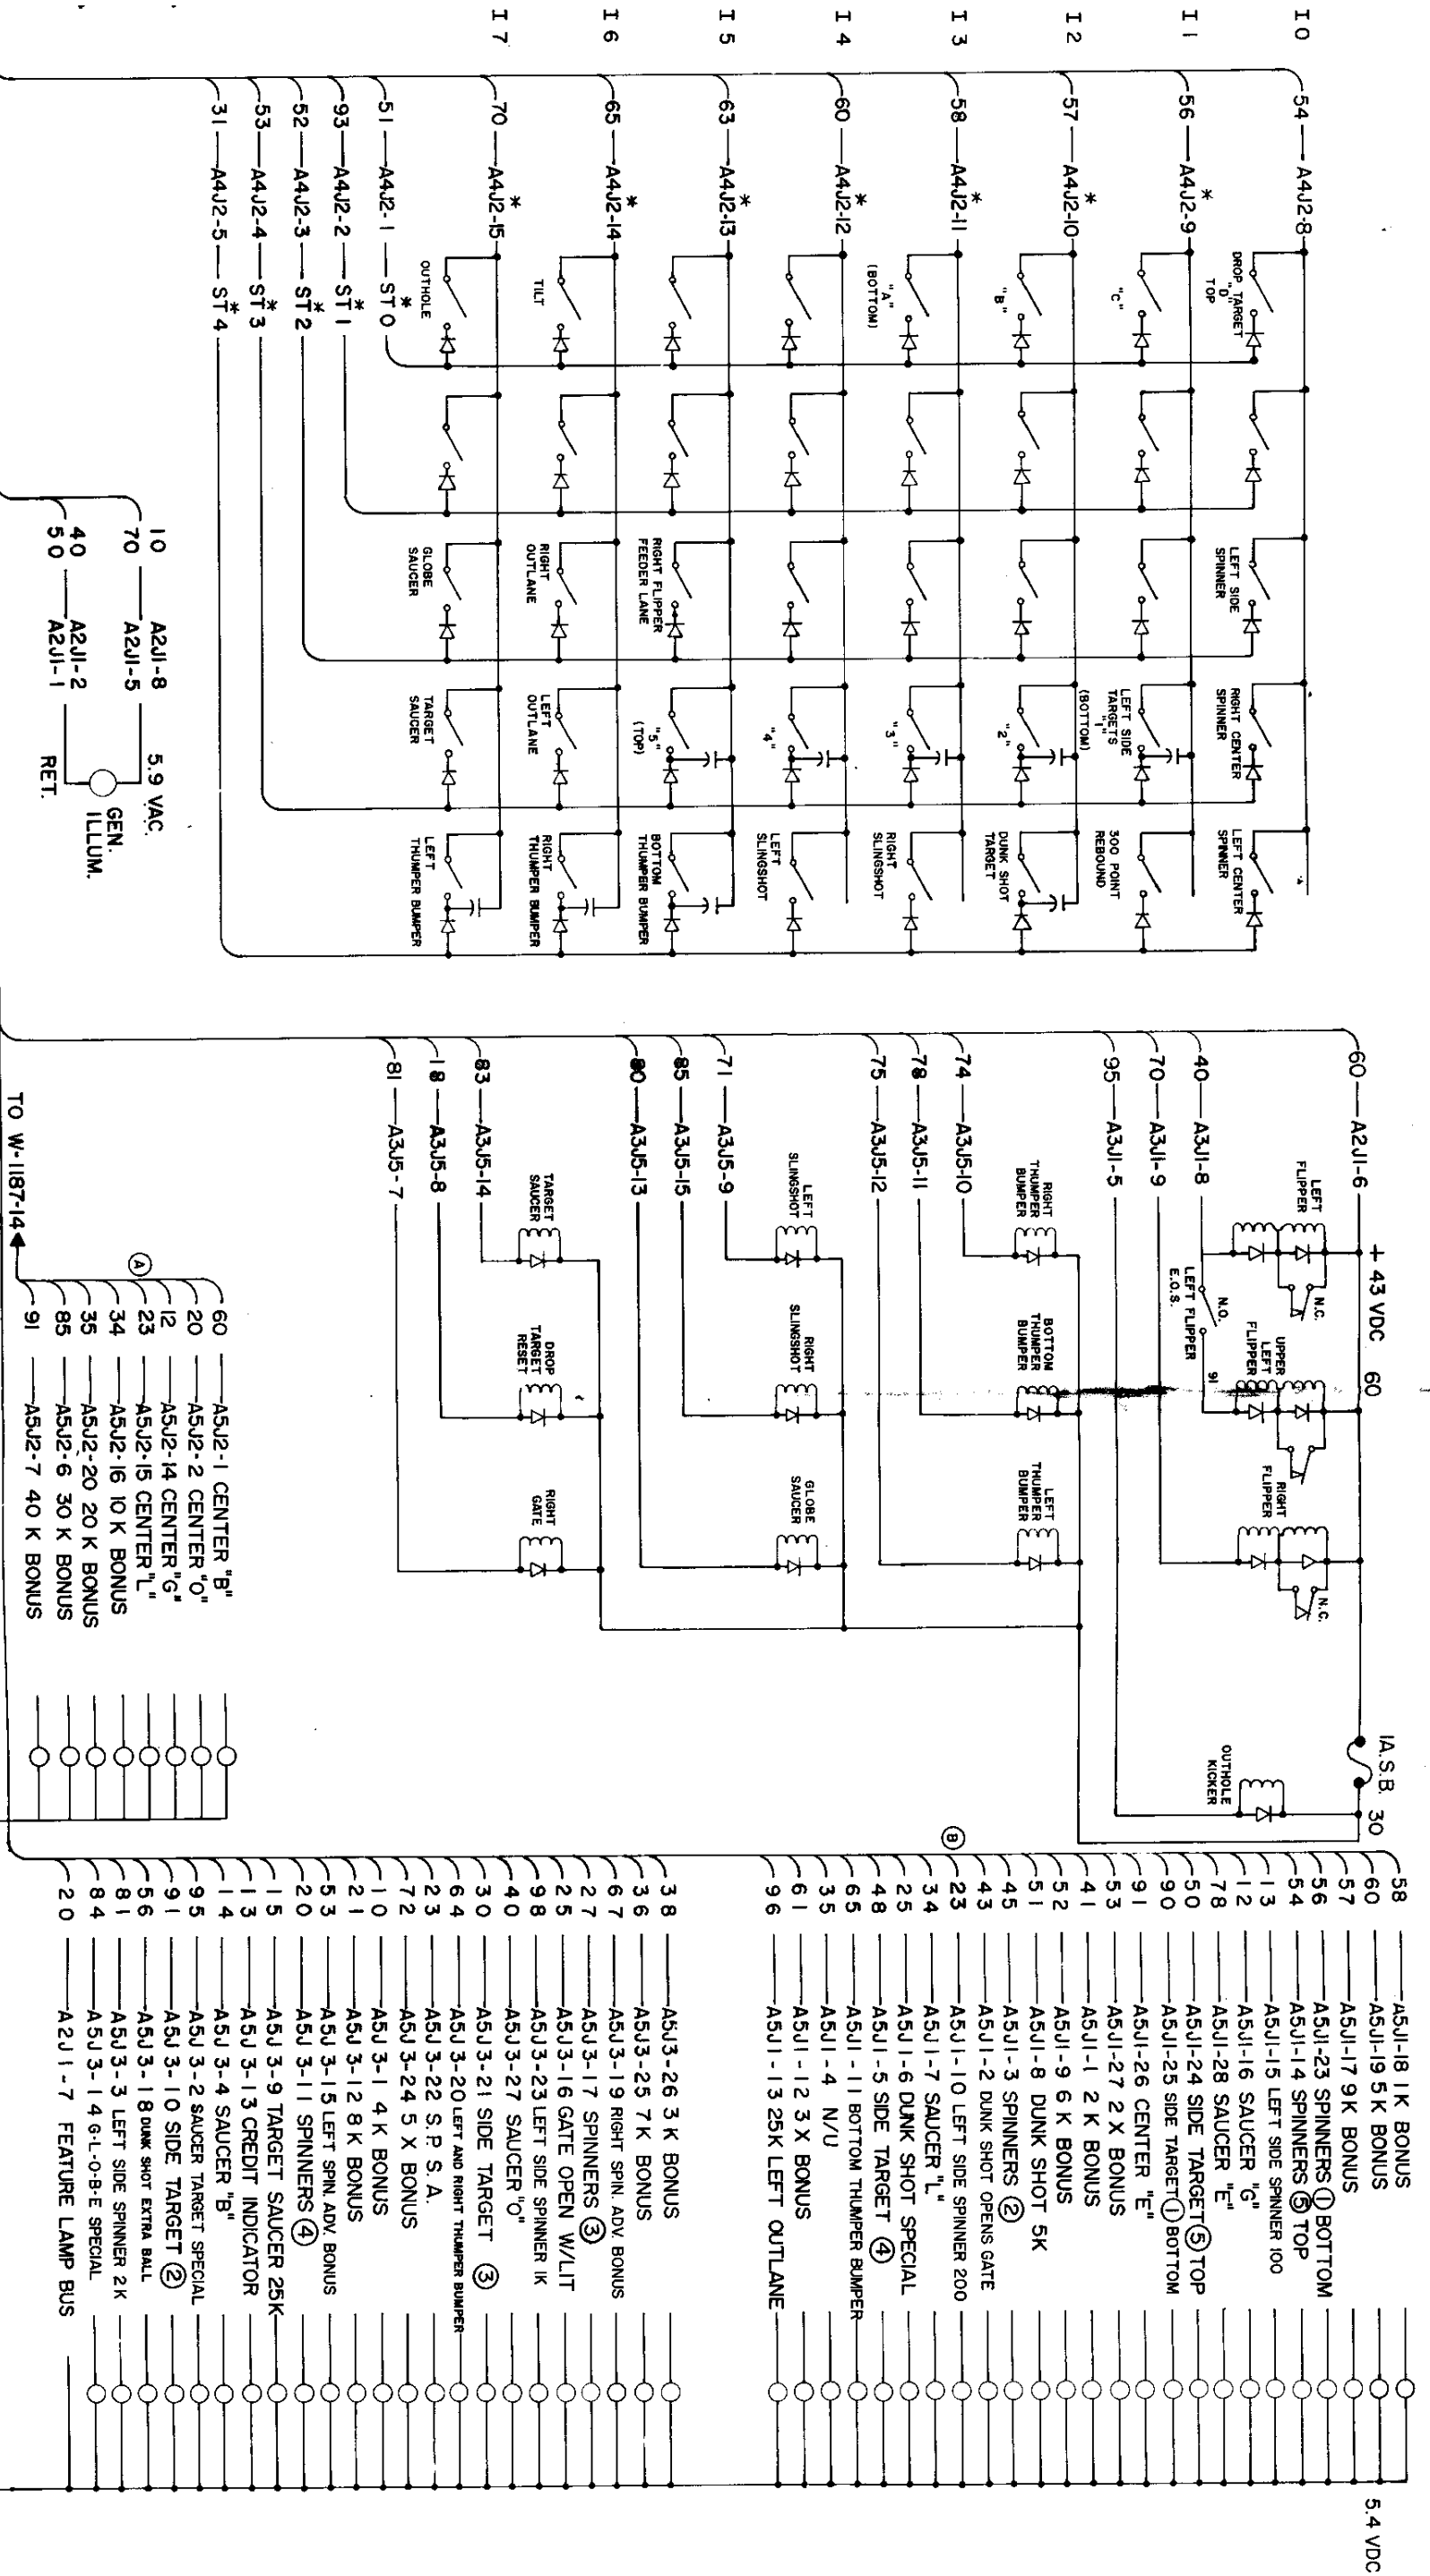 I 0
54 A4J2-8
DROP TARGET "D" TOP
LEFT SIDE SPINNER
RIGHT CENTER SPINNER
LEFT CENTER SPINNER
I 1
56 A4J2-9 *
"C"
LEFT SIDE TARGETS "1" (BOTTOM)
300 POINT REBOUND
I 2
57 A4J2-10 *
"B"
"2"
DUNK SHOT TARGET
I 3
58 A4J2-11 *
"A" (BOTTOM)
"3"
RIGHT SLINGSHOT
I 4
60 A4J2-12 *
"4"
LEFT SLINGSHOT
I 5
63 A4J2-13 *
RIGHT FLIPPER FEEDER LANE
"5" (TOP)
BOTTOM THUMPER BUMPER
I 6
65 A4J2-14 *
TILT
RIGHT OUTLANE
LEFT OUTLANE
RIGHT THUMPER BUMPER
I 7
70 A4J2-15 *
OUTHOLE
GLOBE SAUCER
TARGET SAUCER
LEFT THUMPER BUMPER
51 A4J2-1 ST0 *
93 A4J2-2 ST1 *
52 A4J2-3 ST2 *
53 A4J2-4 ST3 *
31 A4J2-5 ST4 *
10 A2J1-8 5.9 VAC.
70 A2J1-5
GEN. ILLUM.
40 A2J1-2
50 A2J1-1 RET.
60 A2J1-6 + 43 VDC 60 1A.S.B. 30
LEFT FLIPPER
N.C.
UPPER LEFT FLIPPER
RIGHT FLIPPER
N.C.
OUTHOLE KICKER
40 A3J1-8
N.O.
LEFT FLIPPER E.O.S.
91
70 A3J1-9
95 A3J1-5
RIGHT THUMPER BUMPER
BOTTOM THUMPER BUMPER
LEFT THUMPER BUMPER
74 A3J5-10
78 A3J5-11
75 A3J5-12
LEFT SLINGSHOT
RIGHT SLINGSHOT
GLOBE SAUCER
71 A3J5-9
85 A3J5-15
80 A3J5-13
TARGET SAUCER
DROP TARGET RESET
RIGHT GATE
83 A3J5-14
18 A3J5-8
81 A3J5-7
TO W-1187-14
A
60 A5J2-1 CENTER "B"
20 A5J2-2 CENTER "O"
12 A5J2-14 CENTER "G"
23 A5J2-15 CENTER "L"
34 A5J2-16 10 K BONUS
35 A5J2-20 20 K BONUS
85 A5J2-6 30 K BONUS
91 A5J2-7 40 K BONUS
B
5.4 VDC
58 A5J1-18 1 K BONUS
60 A5J1-19 5 K BONUS
57 A5J1-17 9 K BONUS
56 A5J1-23 SPINNERS 1 BOTTOM
54 A5J1-14 SPINNERS 5 TOP
13 A5J1-15 LEFT SIDE SPINNER 100
12 A5J1-16 SAUCER "G"
78 A5J1-28 SAUCER "E"
50 A5J1-24 SIDE TARGET 5 TOP
90 A5J1-25 SIDE TARGET 1 BOTTOM
91 A5J1-26 CENTER "E"
53 A5J1-27 2 X BONUS
41 A5J1-1 2 K BONUS
52 A5J1-9 6 K BONUS
51 A5J1-8 DUNK SHOT 5K
45 A5J1-3 SPINNERS 2
43 A5J1-2 DUNK SHOT OPENS GATE
23 A5J1-10 LEFT SIDE SPINNER 200
34 A5J1-7 SAUCER "L"
25 A5J1-6 DUNK SHOT SPECIAL
48 A5J1-5 SIDE TARGET 4
65 A5J1-11 BOTTOM THUMPER BUMPER
35 A5J1-4 N/U
61 A5J1-12 3 X BONUS
96 A5J1-13 25K LEFT OUTLANE
38 A5J3-26 3 K BONUS
36 A5J3-25 7 K BONUS
67 A5J3-19 RIGHT SPIN. ADV. BONUS
27 A5J3-17 SPINNERS 3
25 A5J3-16 GATE OPEN W/LIT
98 A5J3-23 LEFT SIDE SPINNER 1K
40 A5J3-27 SAUCER "O"
30 A5J3-21 SIDE TARGET 3
64 A5J3-20 LEFT AND RIGHT THUMPER BUMPER
23 A5J3-22 S.P.S.A.
72 A5J3-24 5 X BONUS
10 A5J3-1 4 K BONUS
21 A5J3-12 8 K BONUS
53 A5J3-15 LEFT SPIN. ADV. BONUS
20 A5J3-11 SPINNERS 4
15 A5J3-9 TARGET SAUCER 25K
13 A5J3-13 CREDIT INDICATOR
14 A5J3-4 SAUCER "B"
95 A5J3-2 SAUCER TARGET SPECIAL
91 A5J3-10 SIDE TARGET 2
56 A5J3-18 DUNK SHOT EXTRA BALL
81 A5J3-3 LEFT SIDE SPINNER 2K
84 A5J3-14 G-L-O-B-E SPECIAL
20 A2J1-7 FEATURE LAMP BUS